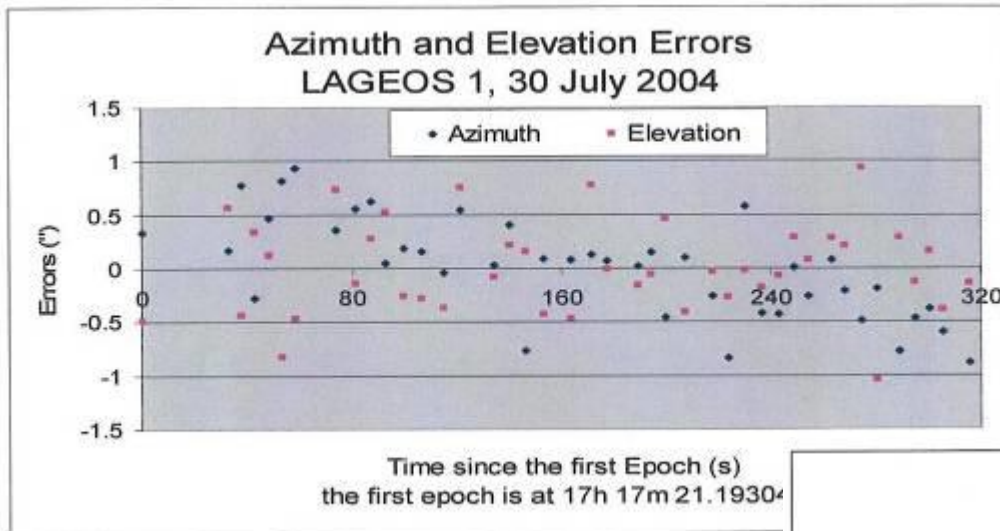 Azimuth and Elevation Errors
LAGEOS 1, 30 July 2004
Azimuth Elevation
1.5
1
0.5
0
-0.5
-1
-1.5
Errors (")
0 80 160 240 320
Time since the first Epoch (s)
the first epoch is at 17h 17m 21.19304